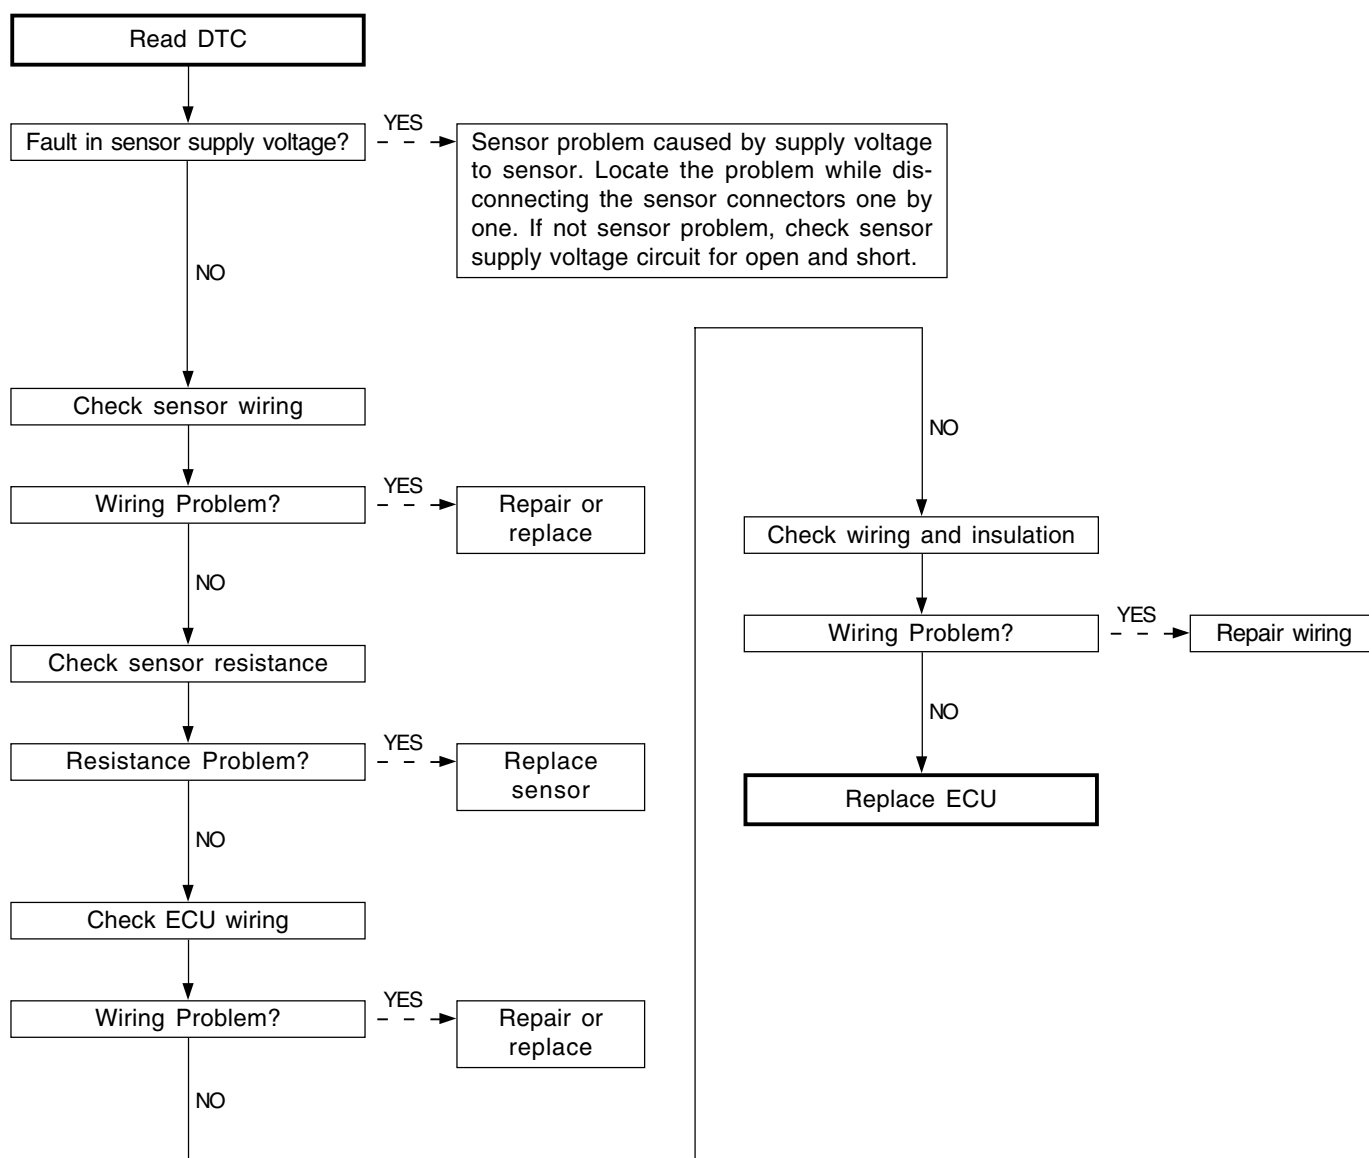 Read DTC
Fault in sensor supply voltage?
YES
Sensor problem caused by supply voltage
to sensor. Locate the problem while dis-
connecting the sensor connectors one by
one. If not sensor problem, check sensor
supply voltage circuit for open and short.
NO
Check sensor wiring
Wiring Problem?
YES
Repair or
replace
NO
Check sensor resistance
Resistance Problem?
YES
Replace
sensor
NO
Check ECU wiring
Wiring Problem?
YES
Repair or
replace
NO
NO
Check wiring and insulation
Wiring Problem?
YES
Repair wiring
NO
Replace ECU